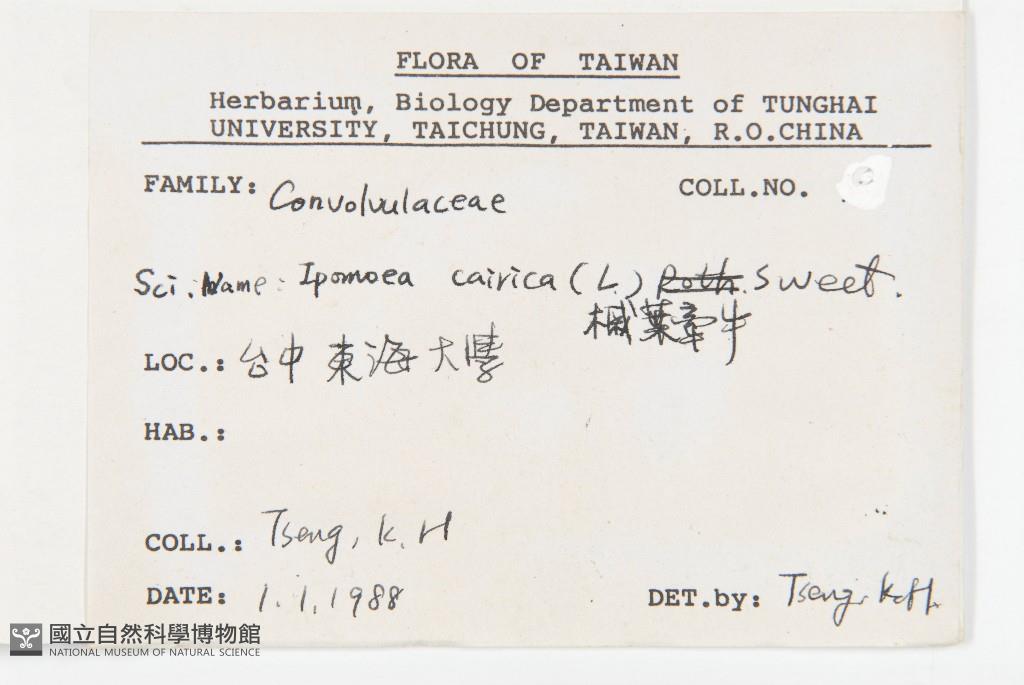 FLORA OF TAIWAN
Herbarium, Biology Department of TUNGHAI
UNIVERSITY, TAICHUNG, TAIWAN, R.O.CHINA
FAMILY: Convolvulaceae COLL.NO.
Sci. Name: Ipomoea cairica (L.) Roth. Sweet.
槭葉牽牛
LOC.: 台中東海大學
HAB.:
COLL.: Tseng, K. H
DATE: 1.1.1988 DET.by: Tseng, K.H.
國立自然科學博物館
NATIONAL MUSEUM OF NATURAL SCIENCE